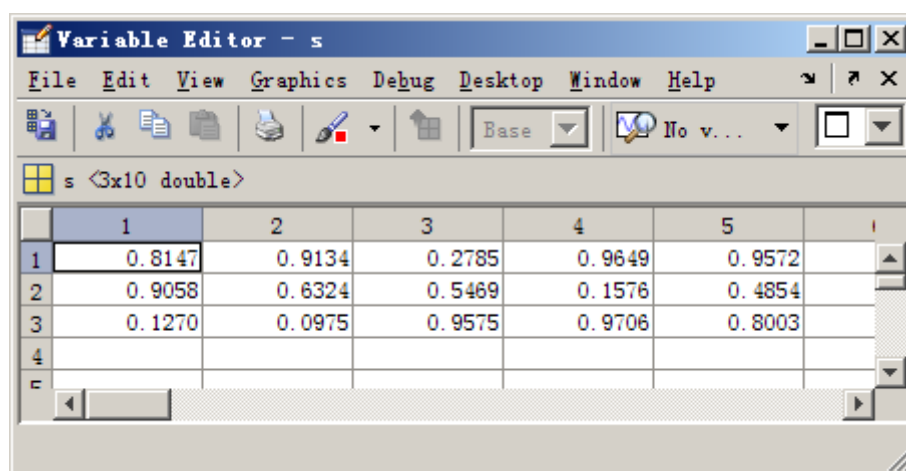 Variable Editor - s
File Edit View Graphics Debug Desktop Window Help
Base No v...
s <3x10 double>
1 2 3 4 5
1 0.8147 0.9134 0.2785 0.9649 0.9572
2 0.9058 0.6324 0.5469 0.1576 0.4854
3 0.1270 0.0975 0.9575 0.9706 0.8003
4